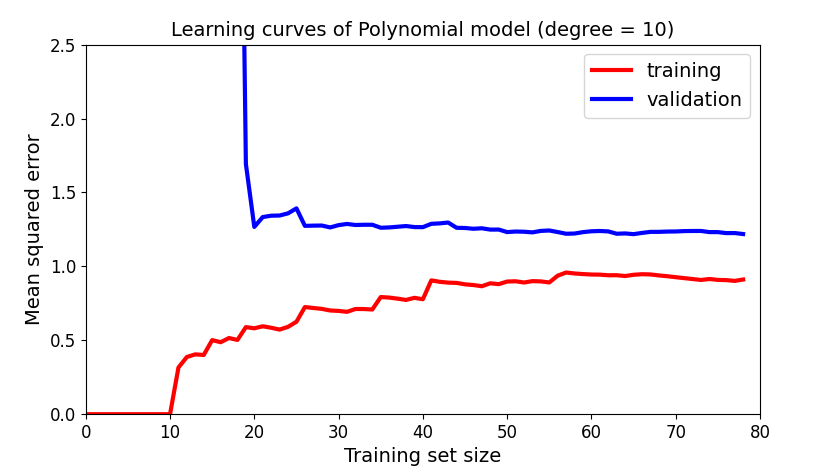 Learning curves of Polynomial model (degree = 10)
2.5
2.0
1.5
1.0
0.5
0.0
Mean squared error
training
validation
0 10 20 30 40 50 60 70 80
Training set size